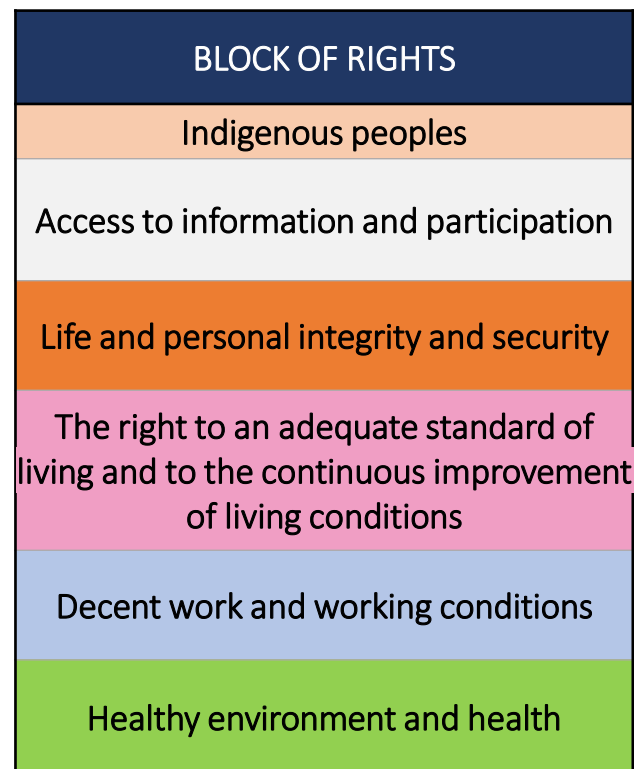 BLOCK OF RIGHTS
Indigenous peoples
Access to information and participation
Life and personal integrity and security
The right to an adequate standard of
living and to the continuous improvement
of living conditions
Decent work and working conditions
Healthy environment and health